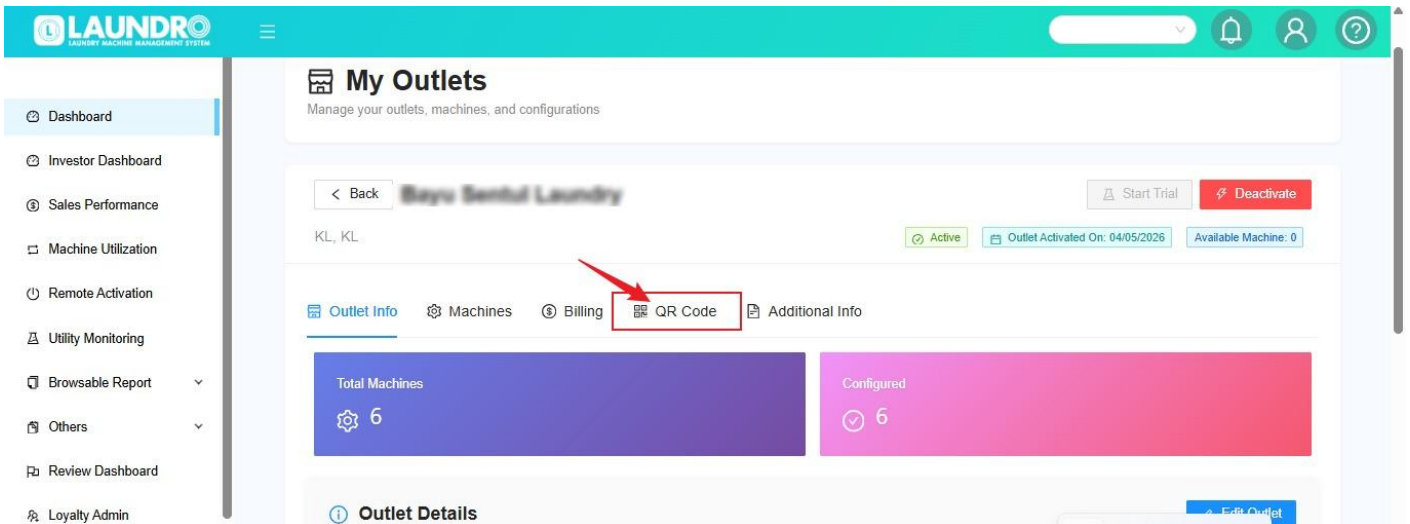 LAUNDRO
LAUNDRY MACHINE MANAGEMENT SYSTEM
My Outlets
Manage your outlets, machines, and configurations
Dashboard
Investor Dashboard
Sales Performance
Machine Utilization
Remote Activation
Utility Monitoring
Browsable Report
Others
Review Dashboard
Loyalty Admin
< Back Bayu Sentul Laundry Start Trial Deactivate
KL, KL Active Outlet Activated On: 04/05/2026 Available Machine: 0
Outlet Info Machines Billing QR Code Additional Info
Total Machines
6
Configured
6
Outlet Details Edit Outlet